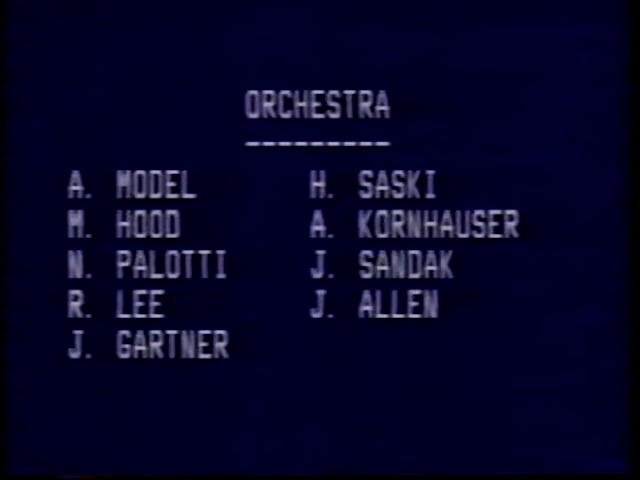 ORCHESTRA
---------
A. MODEL H. SASKI
M. HOOD A. KORNHAUSER
N. PALOTTI J. SANDAK
R. LEE J. ALLEN
J. GARTNER